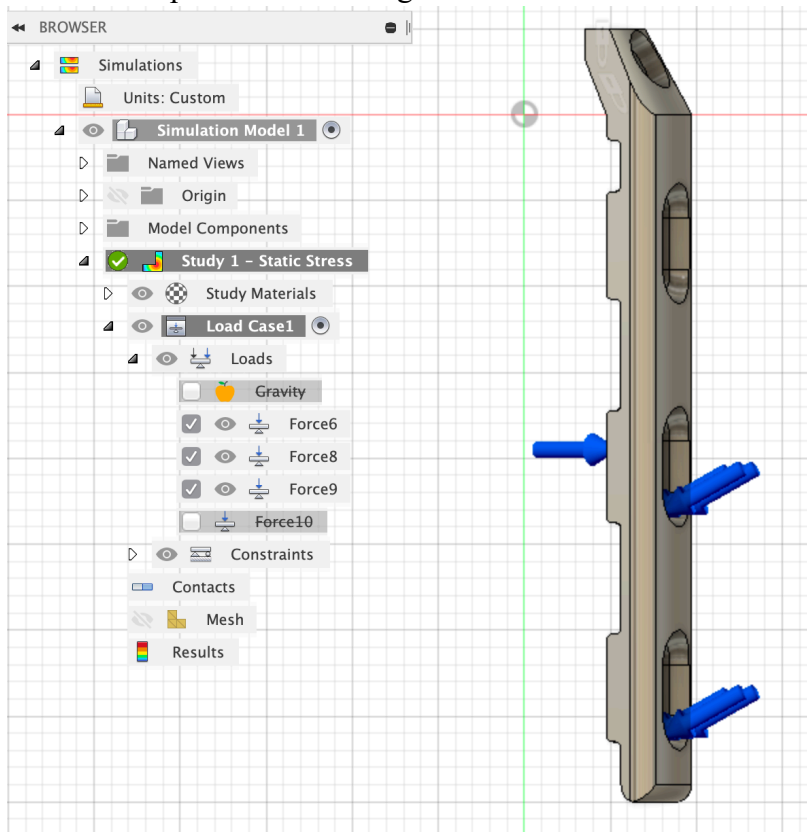 BROWSER
Simulations
Units: Custom
Simulation Model 1
Named Views
Origin
Model Components
Study 1 - Static Stress
Study Materials
Load Case1
Loads
Gravity
Force6
Force8
Force9
Force10
Constraints
Contacts
Mesh
Results